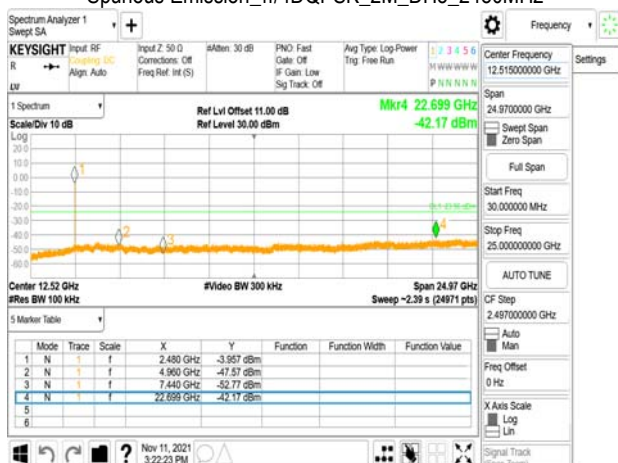 Spurious Emission_π/4DQPSK_2M_DH5_2480MHz
Spectrum Analyzer 1
Swept SA
Frequency
Settings
KEYSIGHT
Input: RF
Input Z: 50 Ω
#Atten: 30 dB
PNO: Fast
Avg Type: Log-Power
1 2 3 4 5 6
R
Coupling: DC
Corrections: Off
Gate: Off
Trig: Free Run
M W W W W W
Align: Auto
Freq Ref: Int (S)
IF Gain: Low
Sig Track: Off
P N N N N N
1 Spectrum
Ref Lvl Offset 11.00 dB
Mkr4 22.699 GHz
Scale/Div 10 dB
Ref Level 30.00 dBm
-42.17 dBm
Log
20.0
10.0
0.00
-10.0
-20.0
-30.0
-40.0
-50.0
-60.0
1
2
3
4
Center 12.52 GHz
#Video BW 300 kHz
Span 24.97 GHz
#Res BW 100 kHz
Sweep ~2.39 s (24971 pts)
5 Marker Table
Mode Trace Scale X Y Function Function Width Function Value
1 N 1 f 2.480 GHz -3.957 dBm
2 N 1 f 4.960 GHz -47.57 dBm
3 N 1 f 7.440 GHz -52.77 dBm
4 N 1 f 22.699 GHz -42.17 dBm
5
6
Nov 11, 2021
3:22:23 PM
Center Frequency
12.515000000 GHz
Span
24.9700000 GHz
Swept Span
Zero Span
Full Span
Start Freq
30.000000 MHz
Stop Freq
25.000000000 GHz
AUTO TUNE
CF Step
2.497000000 GHz
Auto
Man
Freq Offset
0 Hz
X Axis Scale
Log
Lin
Signal Track